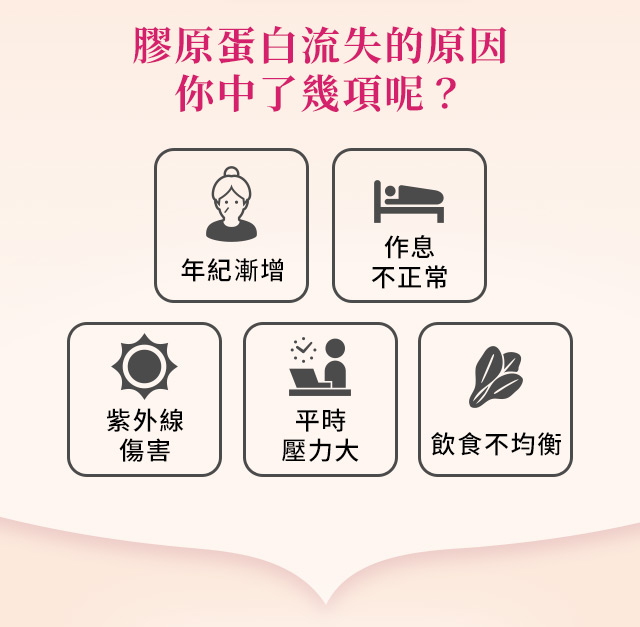 膠原蛋白流失的原因
你中了幾項呢？
年紀漸增
作息
不正常
紫外線
傷害
平時
壓力大
飲食不均衡